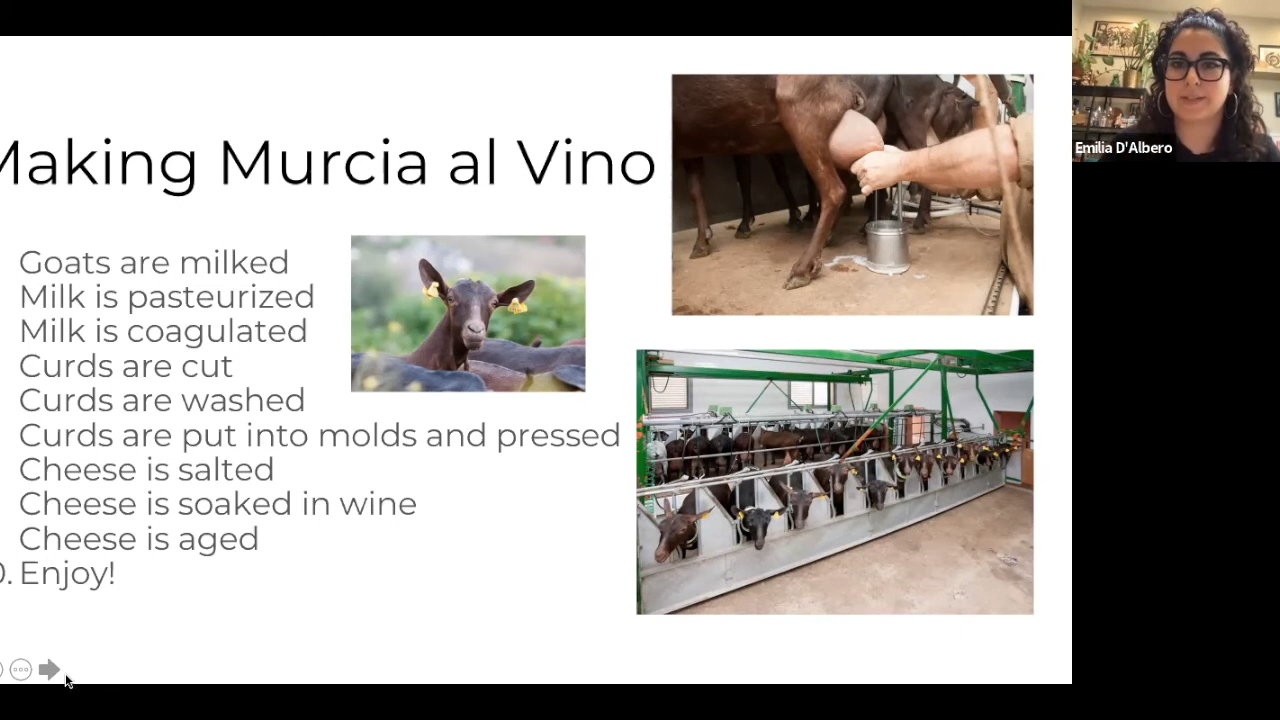 Making Murcia al Vino
Goats are milked
Milk is pasteurized
Milk is coagulated
Curds are cut
Curds are washed
Curds are put into molds and pressed
Cheese is salted
Cheese is soaked in wine
Cheese is aged
0. Enjoy!
Emilia D'Albero